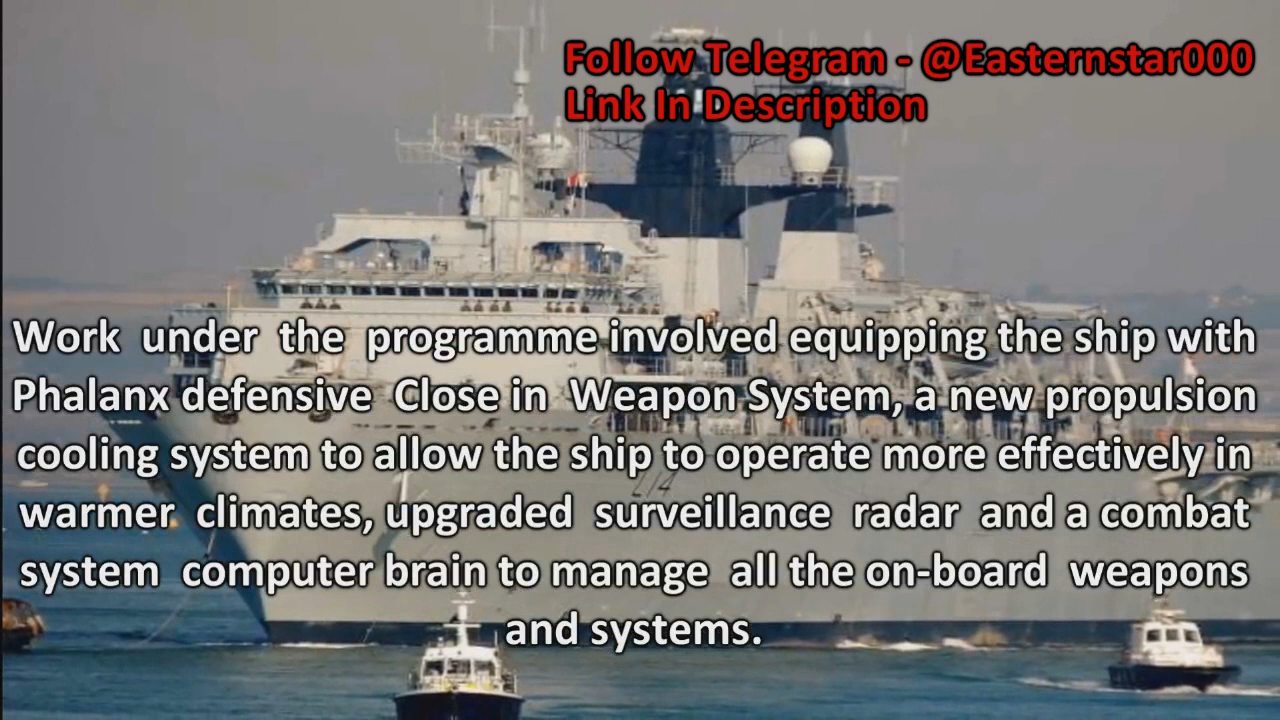 Follow Telegram - @Easternstar000
Link In Description
Work under the programme involved equipping the ship with
Phalanx defensive Close in Weapon System, a new propulsion
cooling system to allow the ship to operate more effectively in
warmer climates, upgraded surveillance radar and a combat
system computer brain to manage all the on-board weapons
and systems.